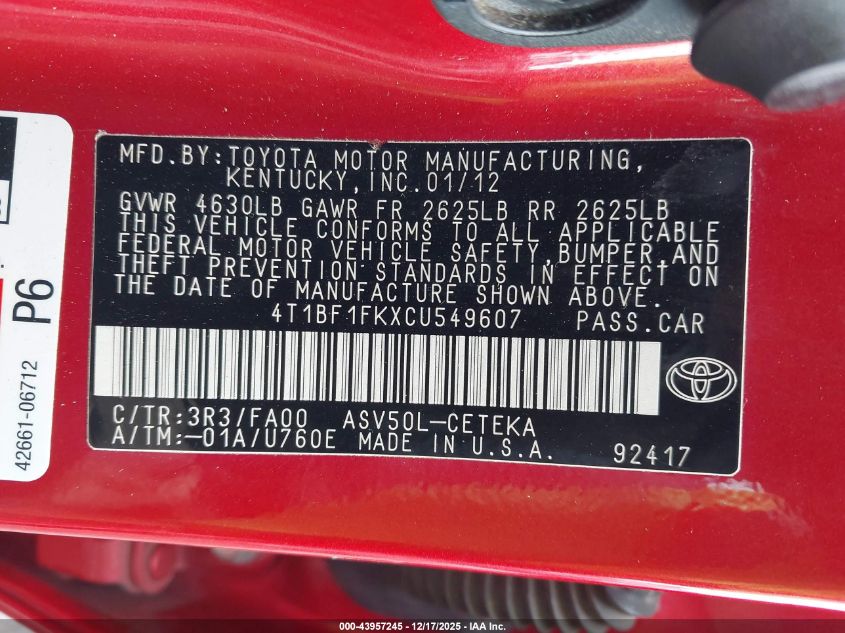 MFD.BY:TOYOTA MOTOR MANUFACTURING,
KENTUCKY, INC. 01/12
GVWR 4630LB GAWR FR 2625LB RR 2625LB
THIS VEHICLE CONFORMS TO ALL APPLICABLE
FEDERAL MOTOR VEHICLE SAFETY, BUMPER, AND
THEFT PREVENTION STANDARDS IN EFFECT ON
THE DATE OF MANUFACTURE SHOWN ABOVE.
4T1BF1FKXCU549607 PASS.CAR
C/TR:3R3/FA00 ASV50L-CETEKA
A/TM:-01A/U760E MADE IN U.S.A.
92417
P6
42661-06712
000-43957245 - 12/17/2025 - IAA Inc.